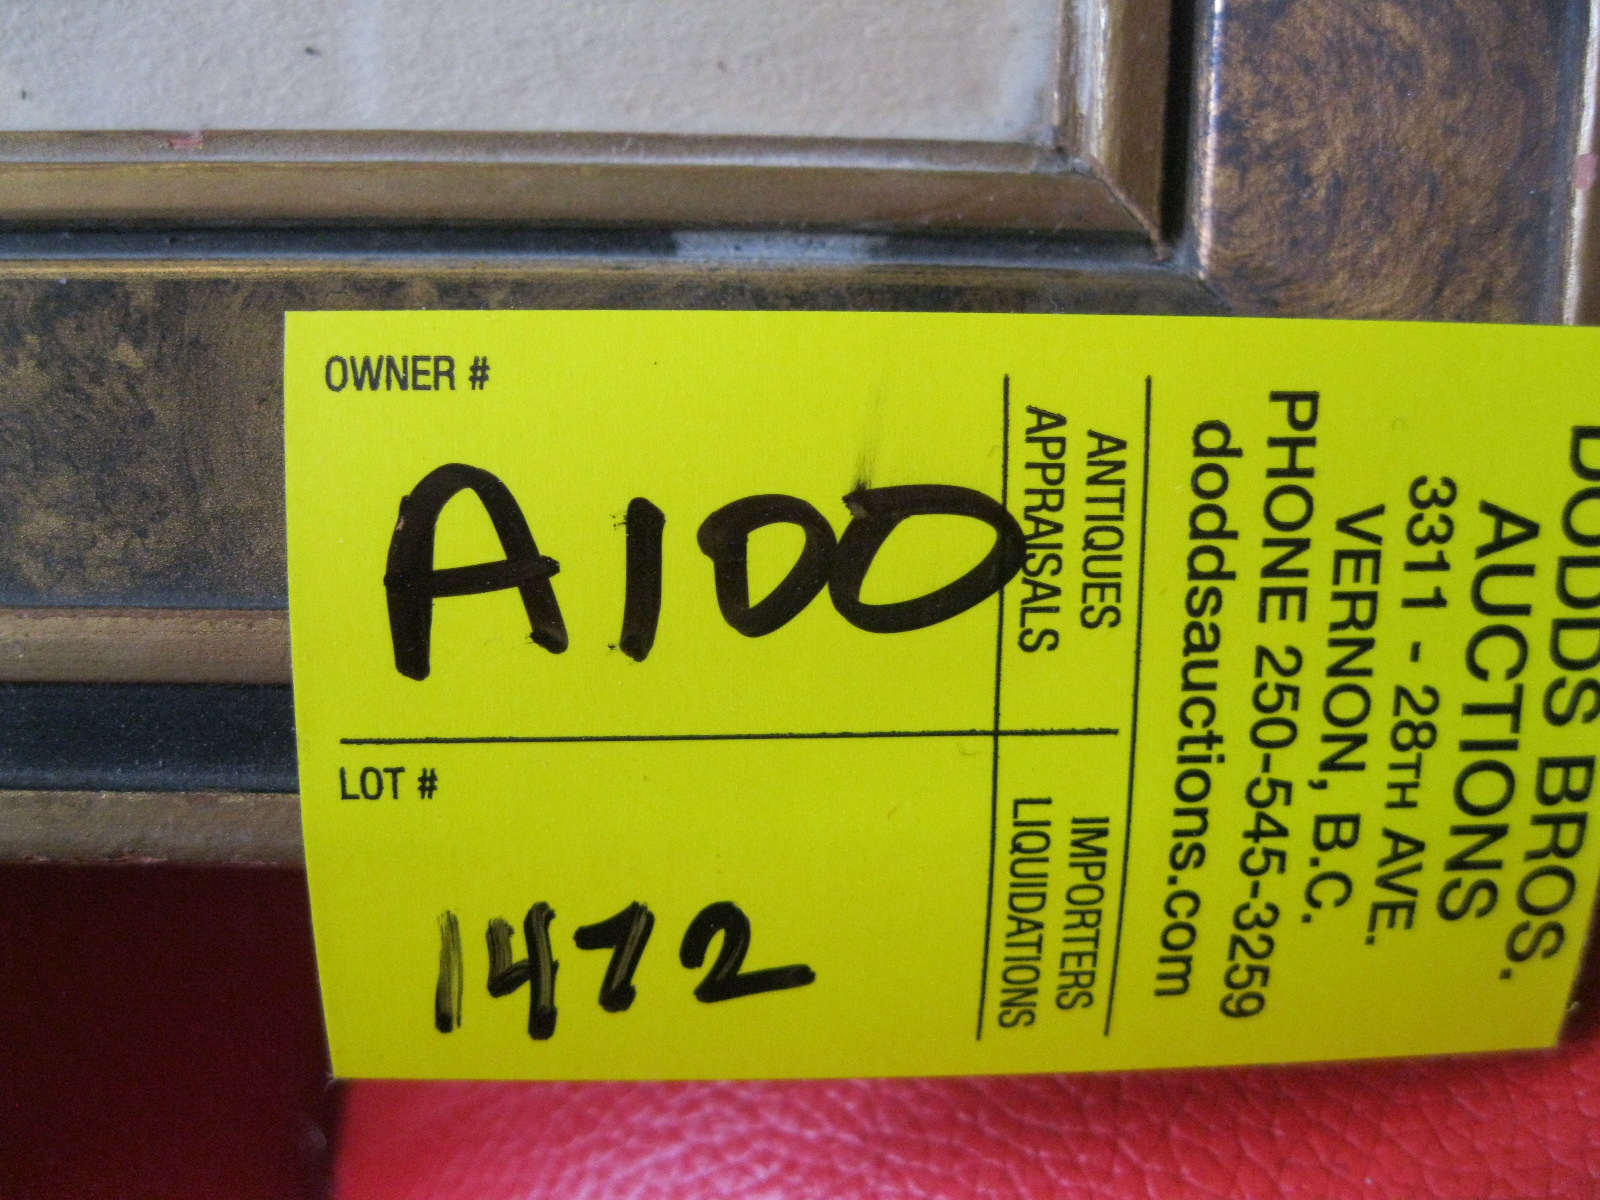 OWNER #
A100
LOT #
1472
DODDS BROS.
AUCTIONS
3311 - 28TH AVE.
VERNON, B.C.
PHONE 250-545-3259
doddsauctions.com
ANTIQUES
APPRAISALS
IMPORTERS
LIQUIDATIONS